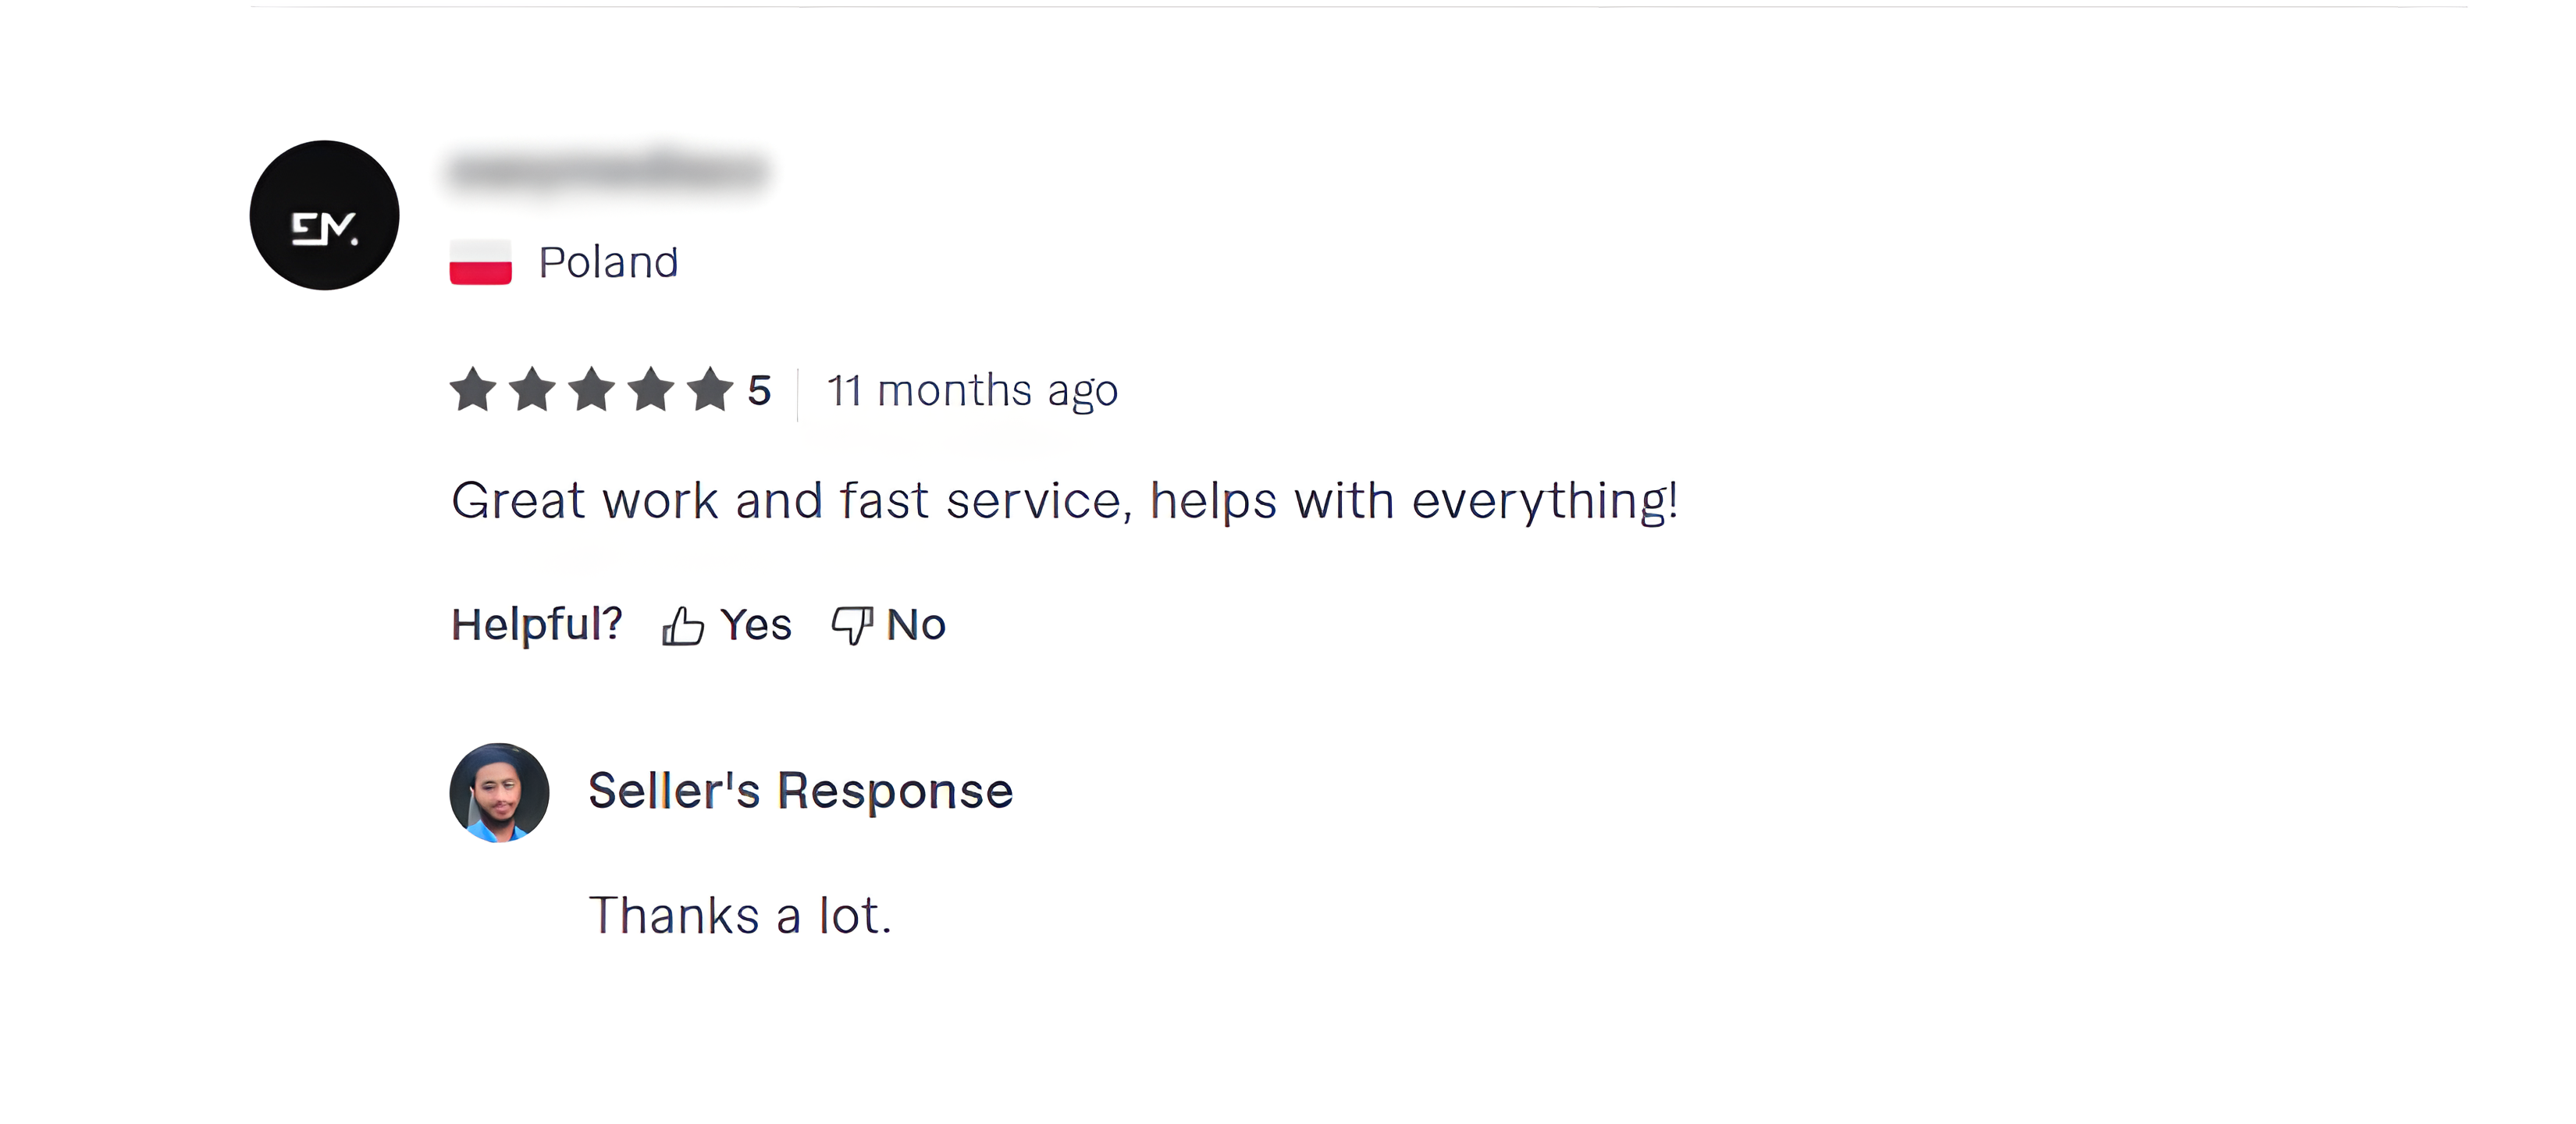 EM.
Poland
5 11 months ago
Great work and fast service, helps with everything!
Helpful? Yes No
Seller's Response
Thanks a lot.